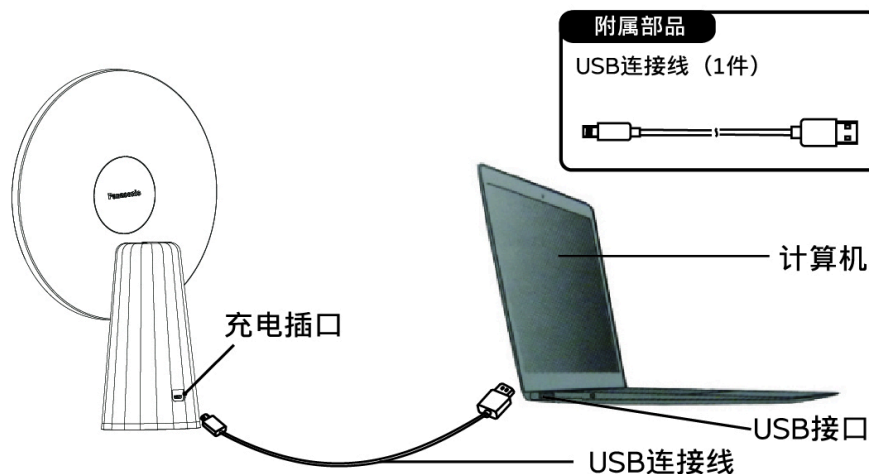 附属部品
USB连接线（1件）
Panasonic
计算机
充电插口
USB接口
USB连接线